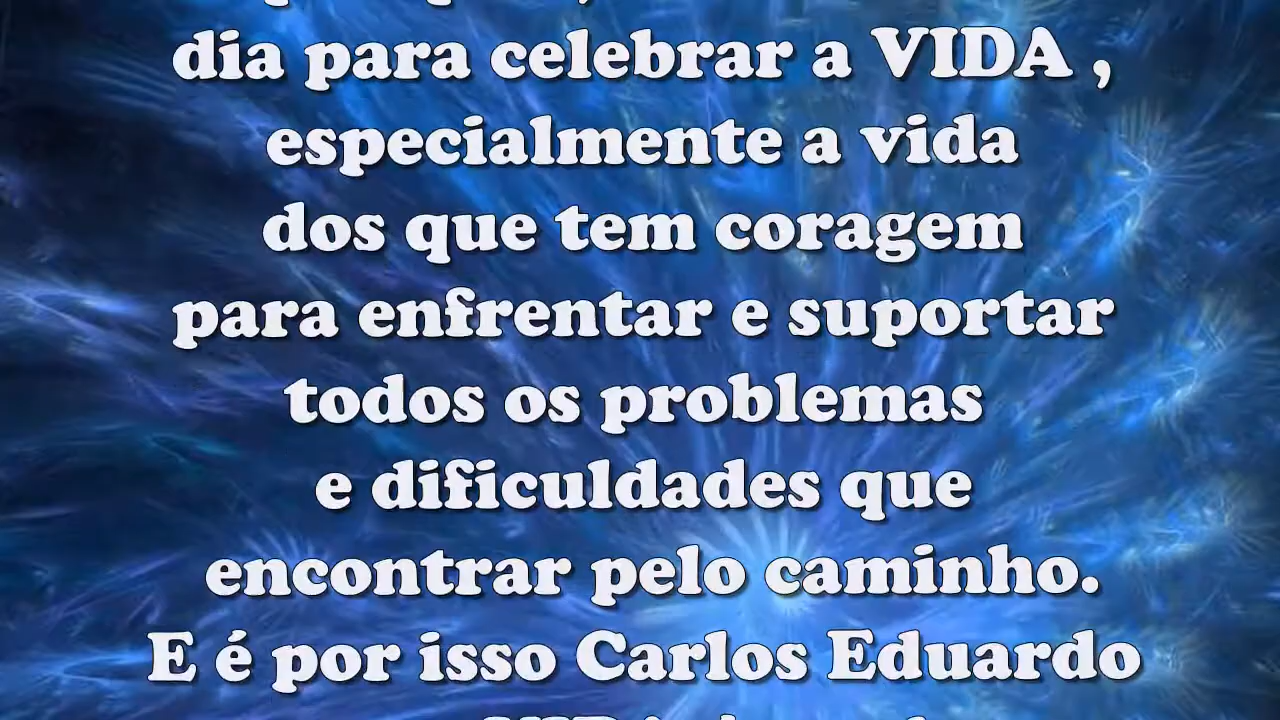 dia para celebrar a VIDA ,
especialmente a vida
dos que tem coragem
para enfrentar e suportar
todos os problemas
e dificuldades que
encontrar pelo caminho.
E é por isso Carlos Eduardo